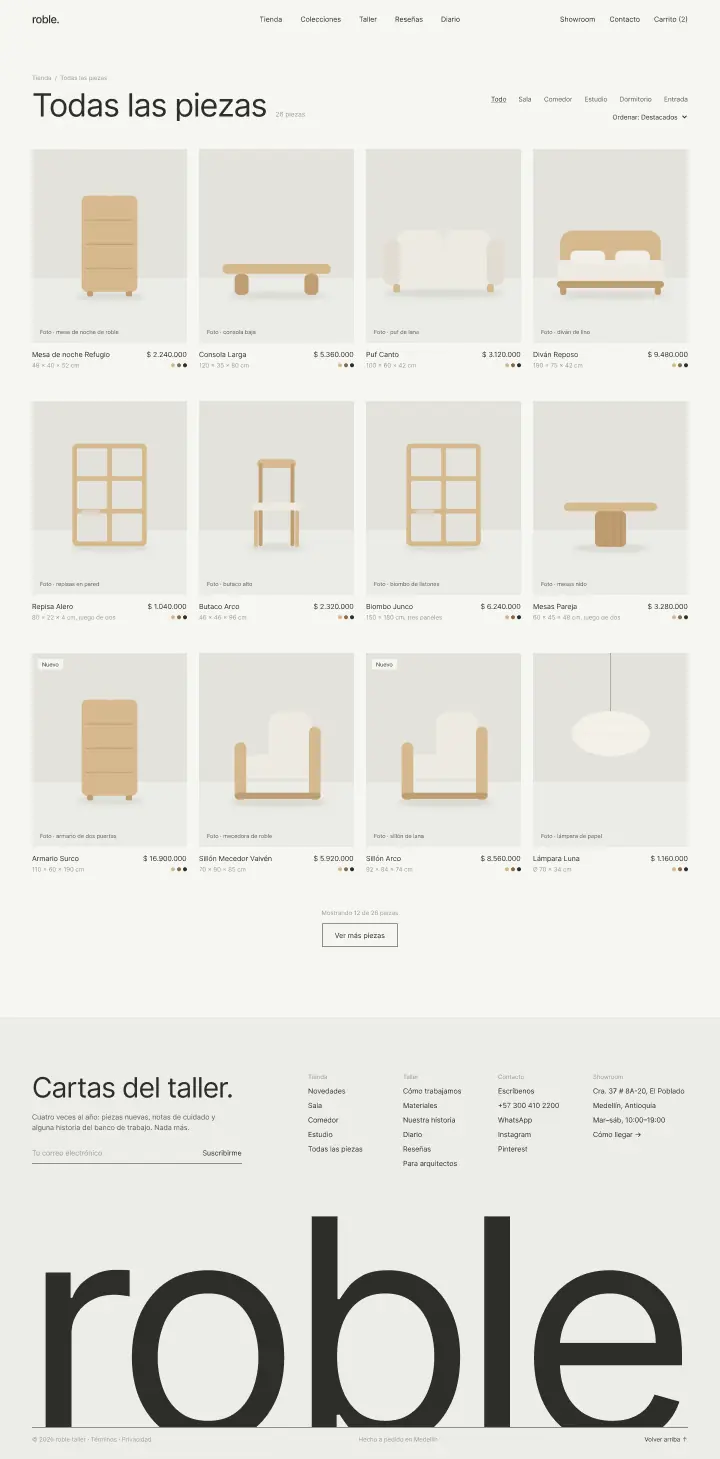 roble.
Tienda Colecciones Taller Reseñas Diario
Showroom Contacto Carrito (2)
Tienda / Todas las piezas
Todas las piezas
26 piezas
Todo Sala Comedor Estudio Dormitorio Entrada
Ordenar: Destacados
Foto · mesa de noche de roble
Foto · consola baja
Foto · puf de lana
Foto · diván de lino
Mesa de noche Refugio $ 2.240.000
48 × 40 × 52 cm
Consola Larga $ 5.360.000
120 × 35 × 80 cm
Puf Canto $ 3.120.000
100 × 60 × 42 cm
Diván Reposo $ 9.480.000
190 × 75 × 42 cm
Foto · repisas en pared
Foto · butaco alto
Foto · biombo de listones
Foto · mesas nido
Repisa Alero $ 1.040.000
80 × 22 × 4 cm, juego de dos
Butaco Arco $ 2.320.000
46 × 46 × 96 cm
Biombo Junco $ 6.240.000
150 × 180 cm, tres paneles
Mesas Pareja $ 3.280.000
60 × 45 × 48 cm, juego de dos
Nuevo
Nuevo
Foto · armario de dos puertas
Foto · mecedora de roble
Foto · sillón de lana
Foto · lámpara de papel
Armario Surco $ 16.900.000
110 × 60 × 190 cm
Sillón Mecedor Vaivén $ 5.920.000
70 × 90 × 85 cm
Sillón Arco $ 8.560.000
92 × 84 × 74 cm
Lámpara Luna $ 1.160.000
Ø 70 × 34 cm
Mostrando 12 de 26 piezas
Ver más piezas
Cartas del taller.
Cuatro veces al año: piezas nuevas, notas de cuidado y
alguna historia del banco de trabajo. Nada más.
Tu correo electrónico Suscribirme
Tienda
Novedades
Sala
Comedor
Estudio
Todas las piezas
Taller
Cómo trabajamos
Materiales
Nuestra historia
Diario
Reseñas
Para arquitectos
Contacto
Escríbenos
+57 300 410 2200
WhatsApp
Instagram
Pinterest
Showroom
Cra. 37 # 8A-20, El Poblado
Medellín, Antioquia
Mar–sáb, 10:00–19:00
Cómo llegar →
roble
© 2026 roble taller · Términos · Privacidad
Hecho a pedido en Medellín
Volver arriba ↑